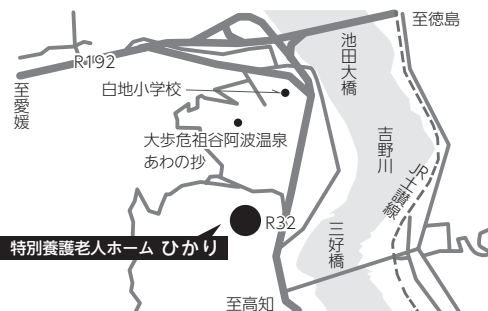 至徳島
池田大橋
R192
白地小学校
至愛媛
大歩危祖谷阿波温泉
あわの抄
吉野川
JR土讃線
R32
三好橋
特別養護老人ホーム ひかり
至高知